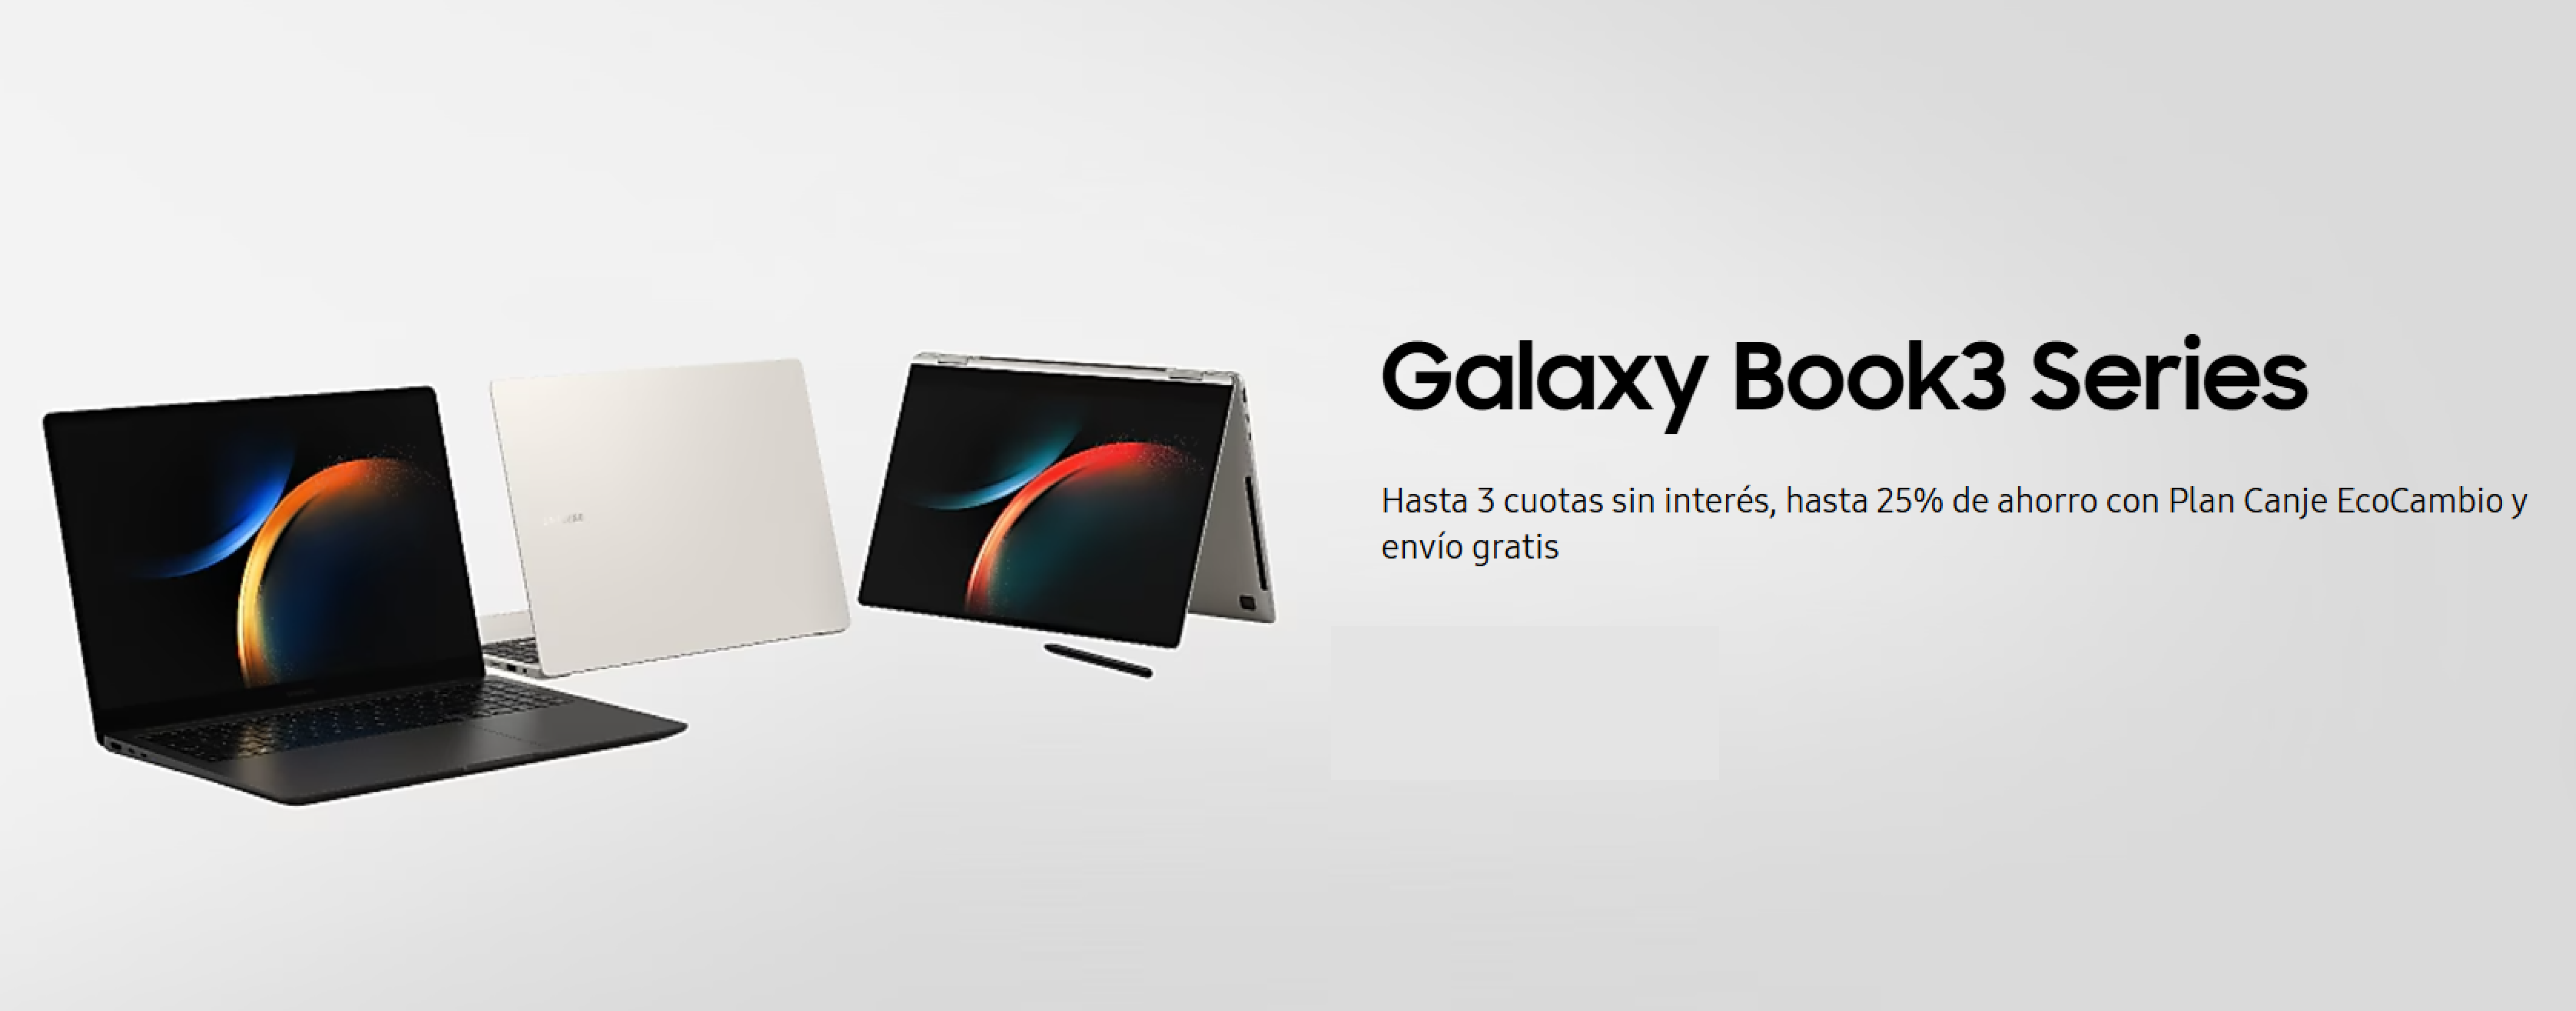 Galaxy Book3 Series
Hasta 3 cuotas sin interés, hasta 25% de ahorro con Plan Canje EcoCambio y
envío gratis